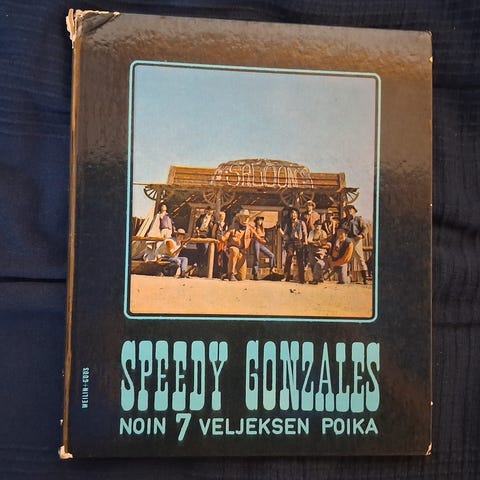 SALOON
SPEEDY GONZALES
NOIN 7 VELJEKSEN POIKA
WEILIN+GÖÖS